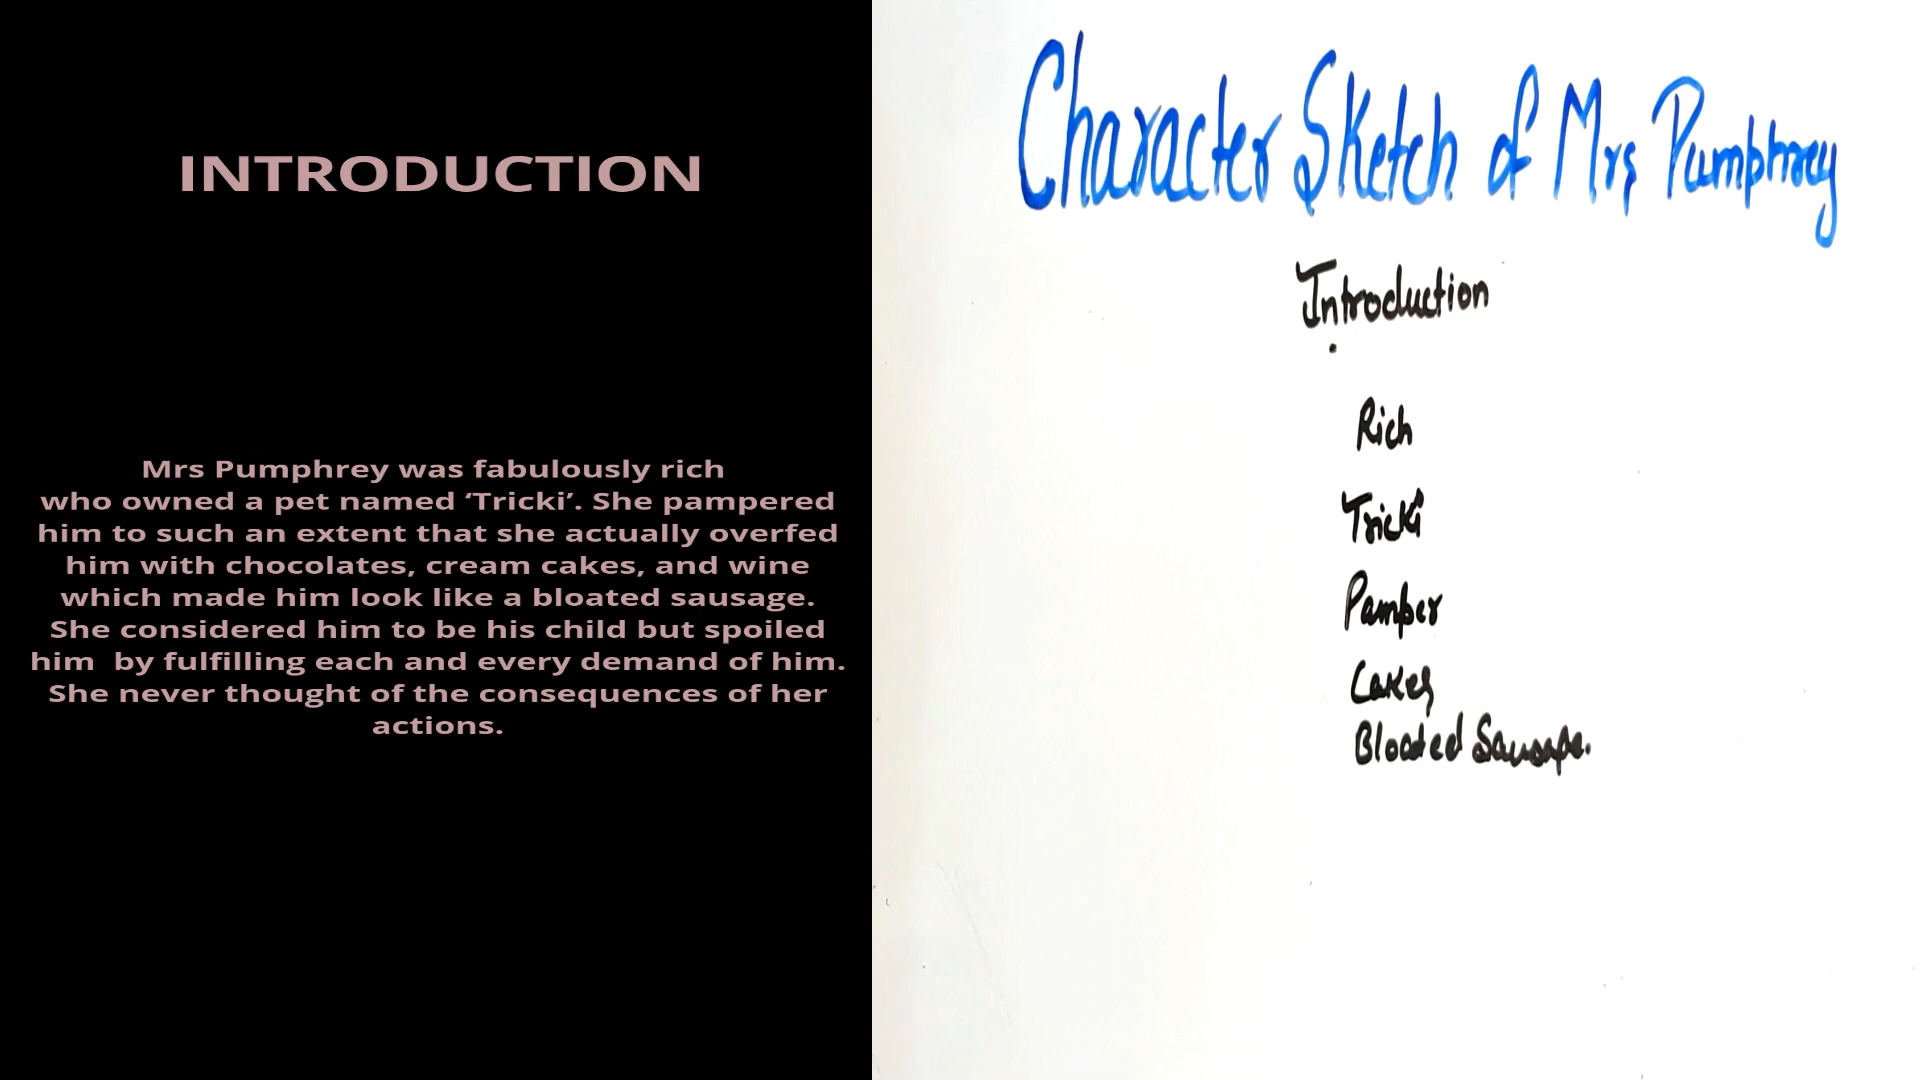 INTRODUCTION
Mrs Pumphrey was fabulously rich
who owned a pet named ‘Tricki’. She pampered
him to such an extent that she actually overfed
him with chocolates, cream cakes, and wine
which made him look like a bloated sausage.
She considered him to be his child but spoiled
him  by fulfilling each and every demand of him.
She never thought of the consequences of her
actions.
Character Sketch of Mrs Pumphrey
Introduction
Rich
Tricki
Pamper
Cakes
Bloated Sausage.